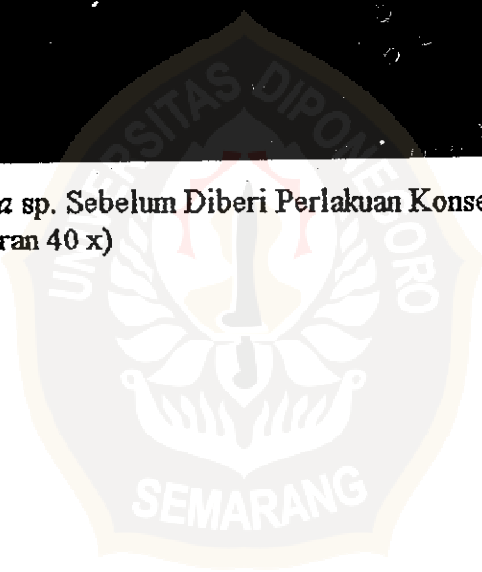 UNIVERSITAS DIPONEGORO
a sp. Sebelum Diberi Perlakuan Konse
ran 40 x)
SEMARANG